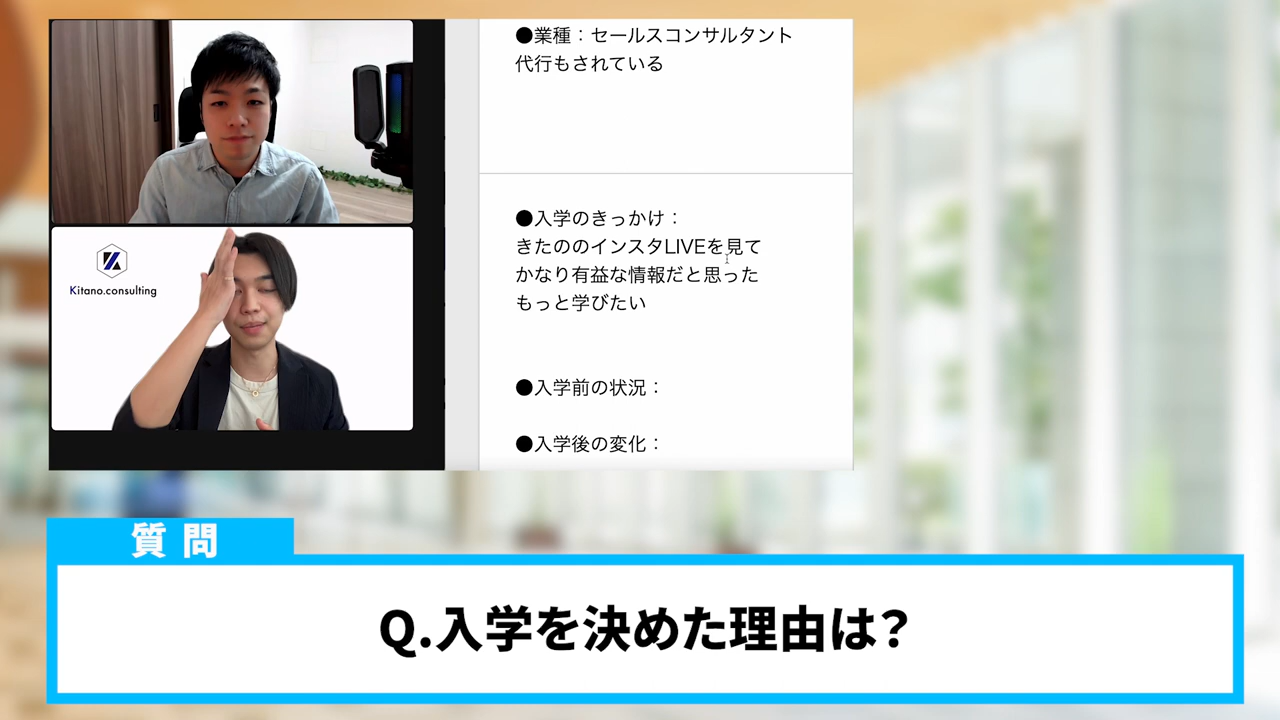 Kitano.consulting
●業種：セールスコンサルタント
代行もされている
●入学のきっかけ：
きたののインスタLIVEを見て
かなり有益な情報だと思った
もっと学びたい
●入学前の状況：
●入学後の変化：
質問
Q.入学を決めた理由は？